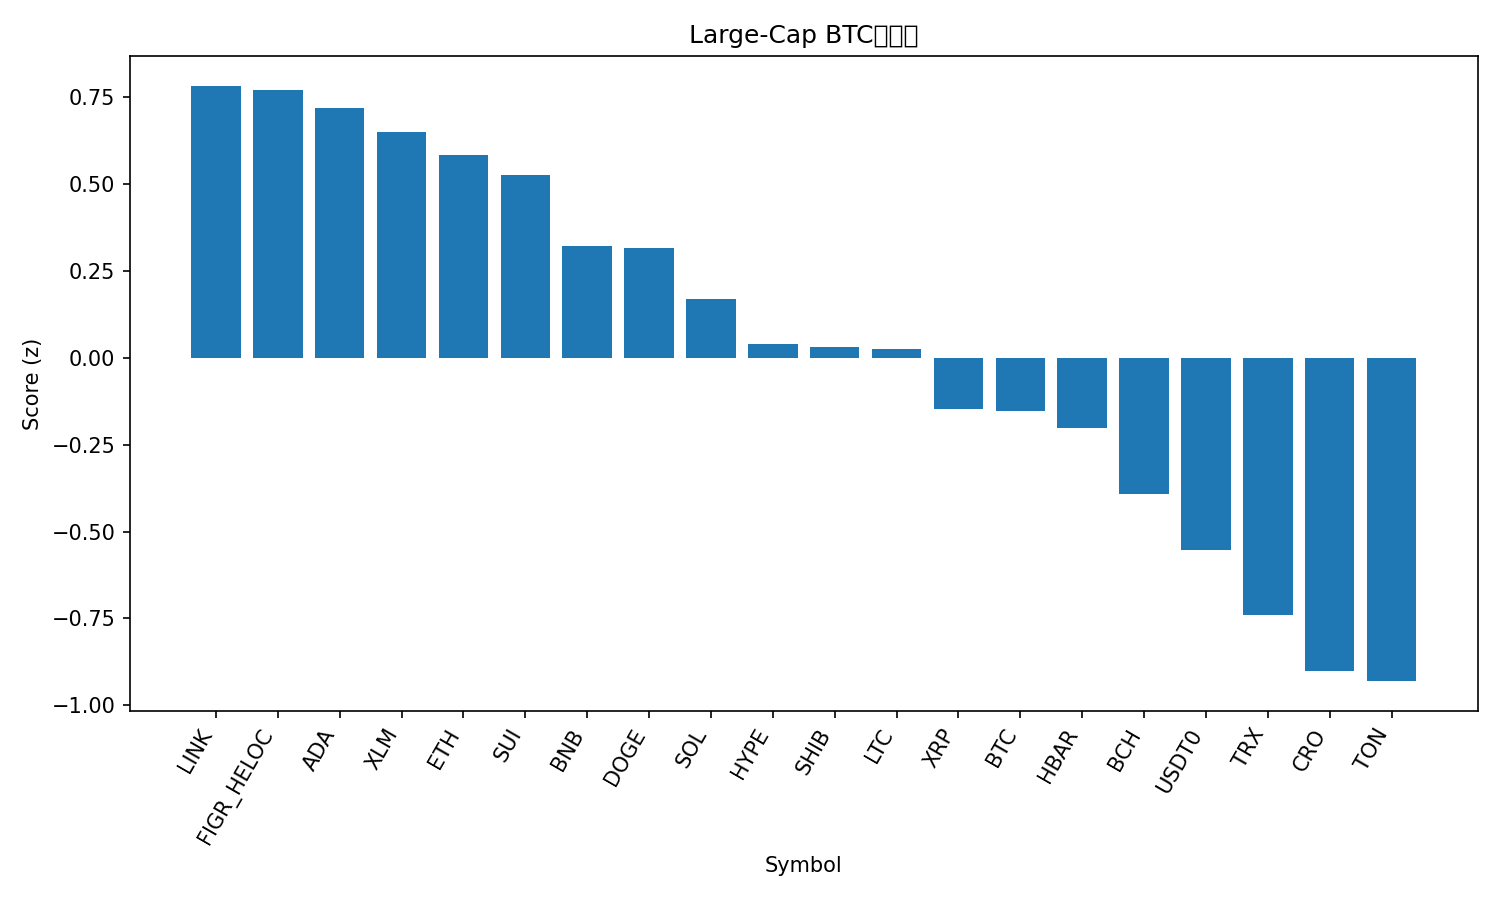 Large-Cap BTC
0.75
0.50
0.25
0.00
−0.25
−0.50
−0.75
−1.00
Score (z)
LINK
FIGR_HELOC
ADA
XLM
ETH
SUI
BNB
DOGE
SOL
HYPE
SHIB
LTC
XRP
BTC
HBAR
BCH
USDT0
TRX
CRO
TON
Symbol